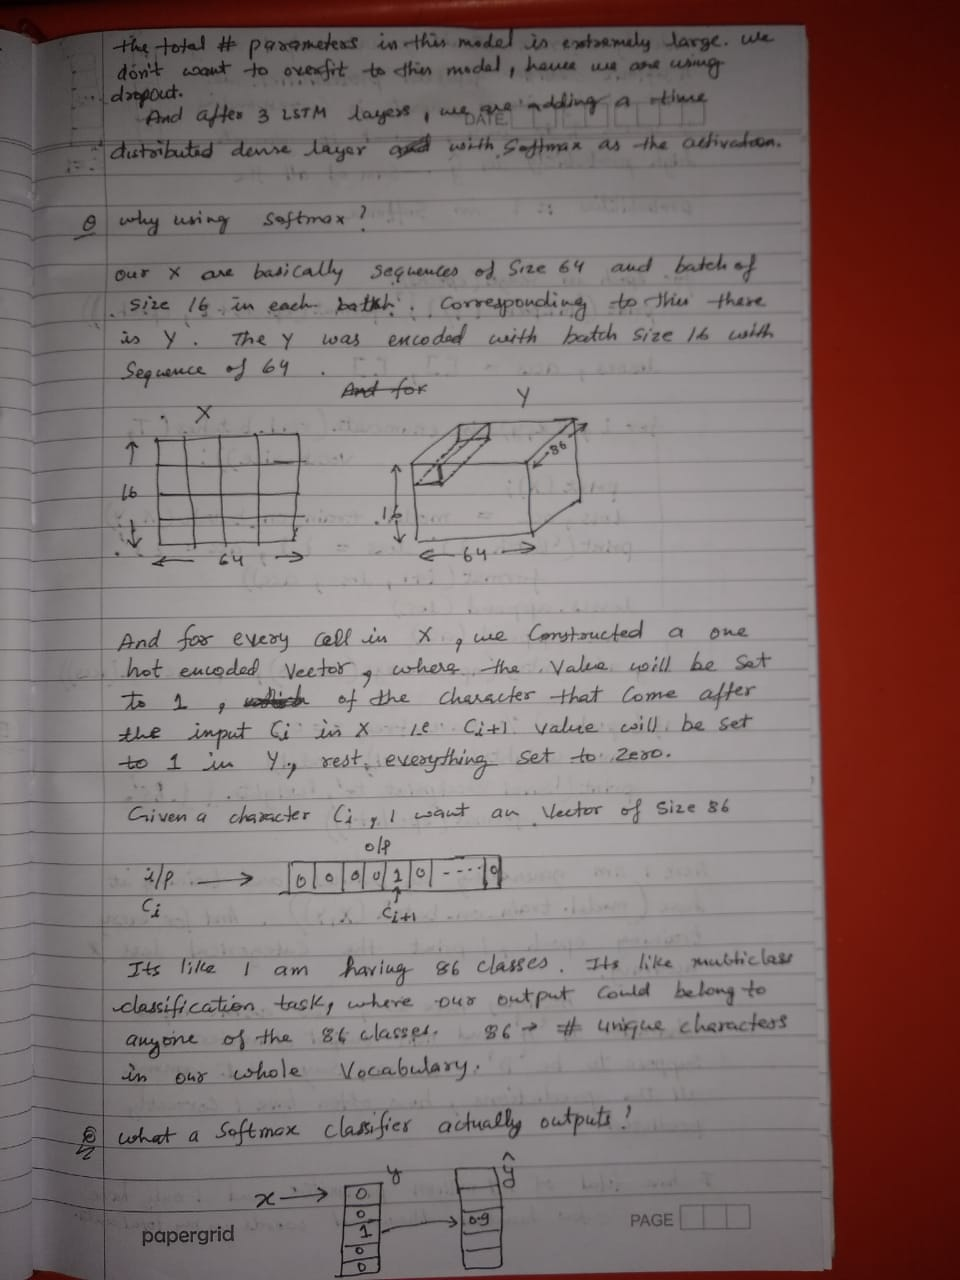 the total # parameters in this model is extremely large. We
don't want to overfit to this model, hence we are using
dropout.
And after 3 LSTM layers, we are adding a time
DATE
distributed dense layer and with Softmax as the activation.
Q why using softmax?
our X are basically sequences of Size 64 and batch of
size 16 in each batch. Corresponding to this there
is Y. The Y was encoded with batch size 16 with
Sequence of 64.
And for
X
Y
16
64
86
16
64
And for every cell in X, we Constructed a one
hot encoded Vector, where the Value will be Set
to 1, which of the character that come after
the input Ci in X i.e Ci+1 value will be set
to 1 in Y, rest everything set to zero.
Given a character Ci, I want an Vector of Size 86
o/p
i/p → 0 0 0 0 1 0 ---- 0
Ci
Ci+1
Its like I am having 86 classes. Its like multiclass
classification task, where our output could belong to
anyone of the 86 classes. 86 → # unique characters
in our whole Vocabulary.
Q what a Softmax classifier actually outputs?
y
ŷ
x →
0
0
1
0
0
0.9
papergrid
PAGE